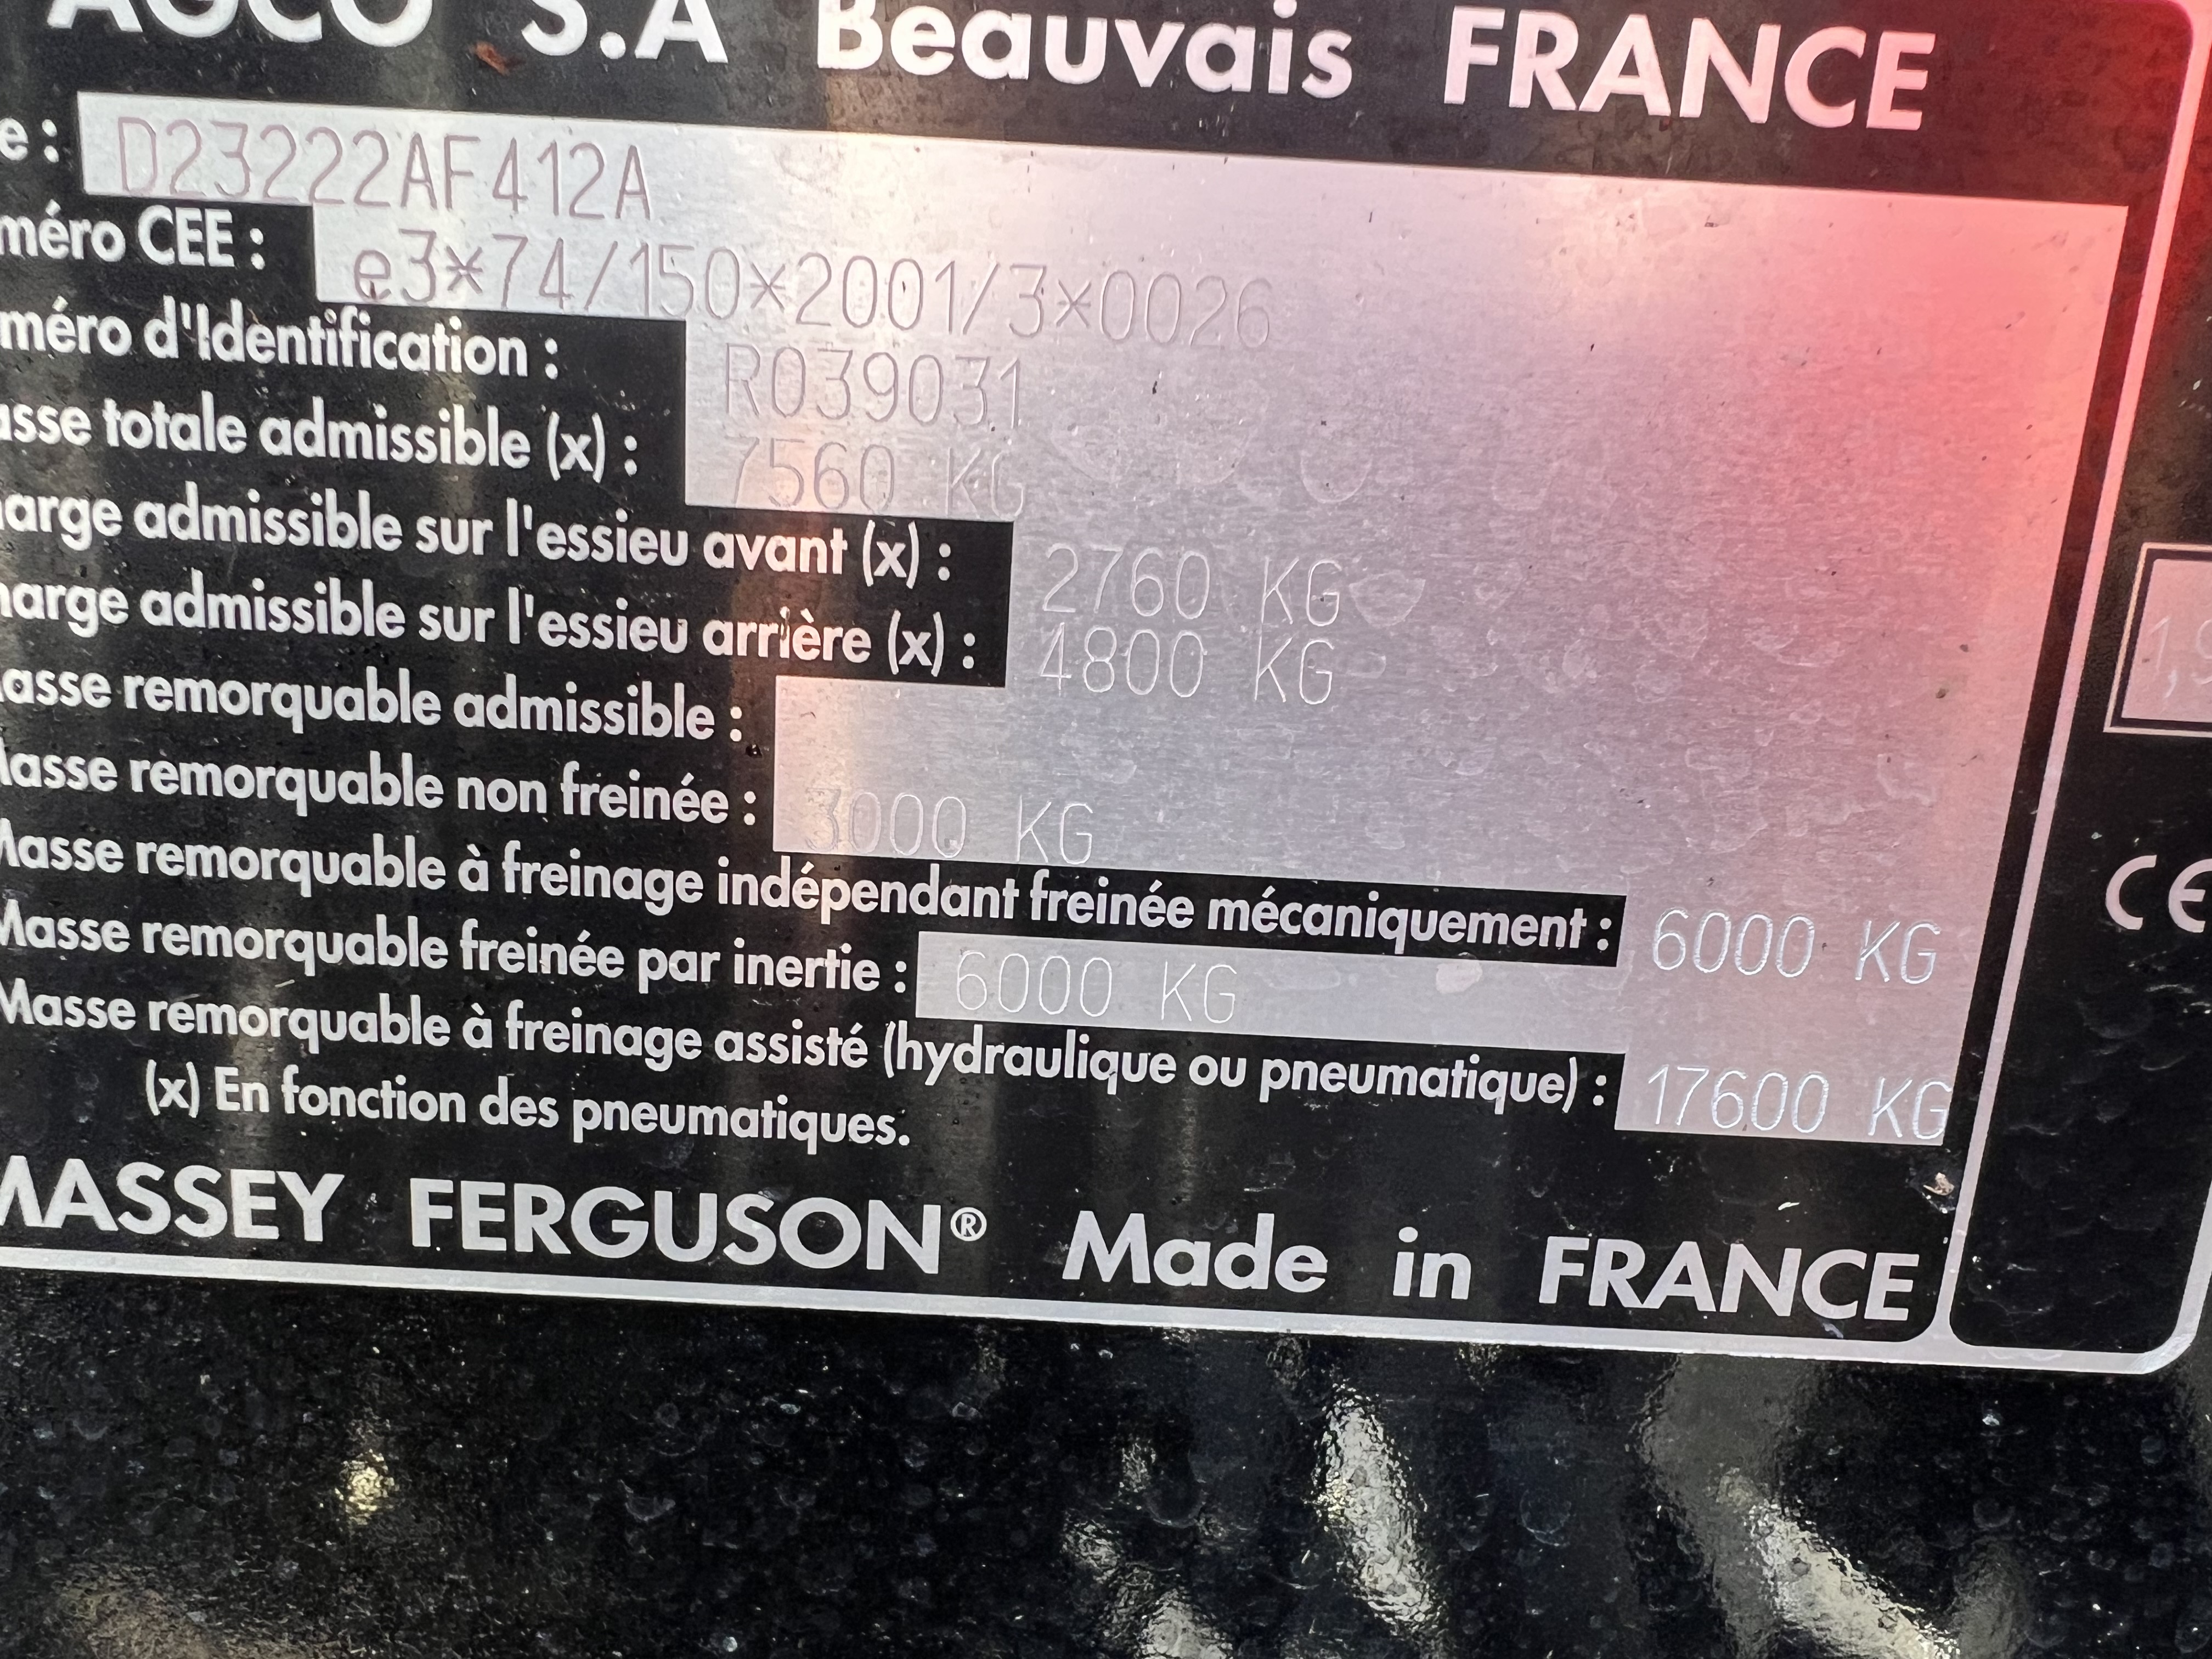 AGCO S.A Beauvais FRANCE
e : D23222AF412A
méro CEE : e3*74/150*2001/3*0026
méro d'Identification : R039031
asse totale admissible (x) : 7560 KG
harge admissible sur l'essieu avant (x) : 2760 KG
harge admissible sur l'essieu arrière (x) : 4800 KG
asse remorquable admissible :
Masse remorquable non freinée : 3000 KG
Masse remorquable à freinage indépendant freinée mécaniquement : 6000 KG
Masse remorquable freinée par inertie : 6000 KG
Masse remorquable à freinage assisté (hydraulique ou pneumatique) : 17600 KG
(x) En fonction des pneumatiques.
MASSEY FERGUSON® Made in FRANCE
CE